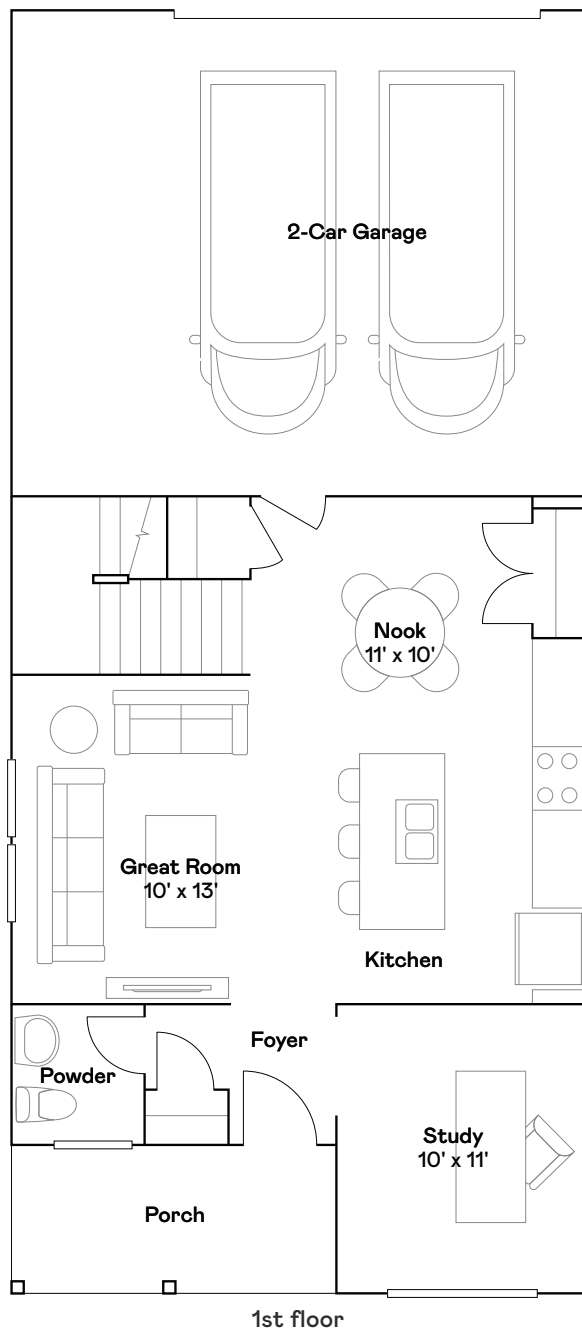 2-Car Garage
Nook
11' x 10'
Great Room
10' x 13'
Kitchen
Foyer
Powder
Study
10' x 11'
Porch
1st floor